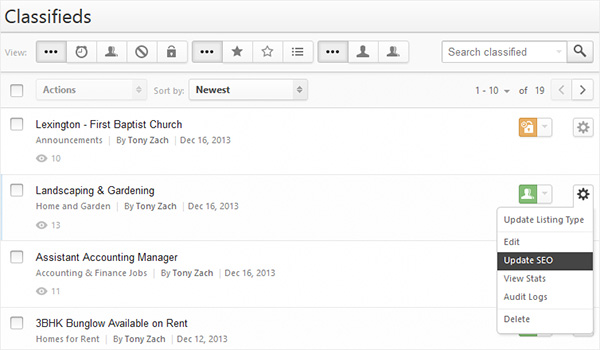 Classifieds
View:
Search classified
Actions
Sort by:
Newest
1 - 10 of 19
Lexington - First Baptist Church
Announcements | By Tony Zach | Dec 16, 2013
10
Landscaping & Gardening
Home and Garden | By Tony Zach | Dec 16, 2013
13
Update Listing Type
Edit
Update SEO
View Stats
Audit Logs
Delete
Assistant Accounting Manager
Accounting & Finance Jobs | By Tony Zach | Dec 16, 2013
11
3BHK Bunglow Available on Rent
Homes for Rent | By Tony Zach | Dec 12, 2013